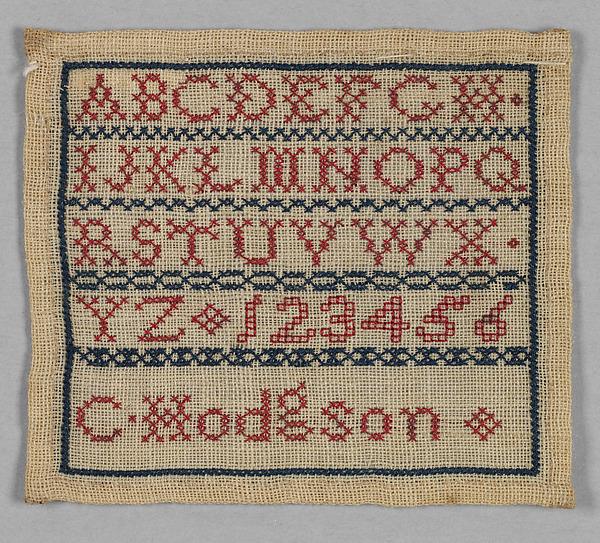 ABCDEFGH
IJKLMNOPQ
RSTUVWX
YZ 123456
C·Hodgson